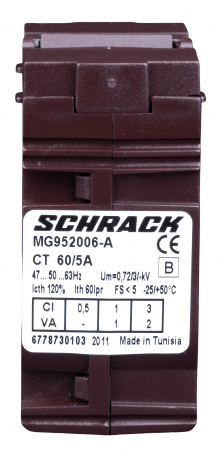 SCHRACK
MG952006-A
CE
CT 60/5A
B
47... 50 ...63Hz Um=0,72/3/-kV
Icth 120% Ith 60Ipr FS < 5 -25/+50°C
Cl 0,5 1 3
VA - 1 2
6778730103 2011 Made in Tunisia